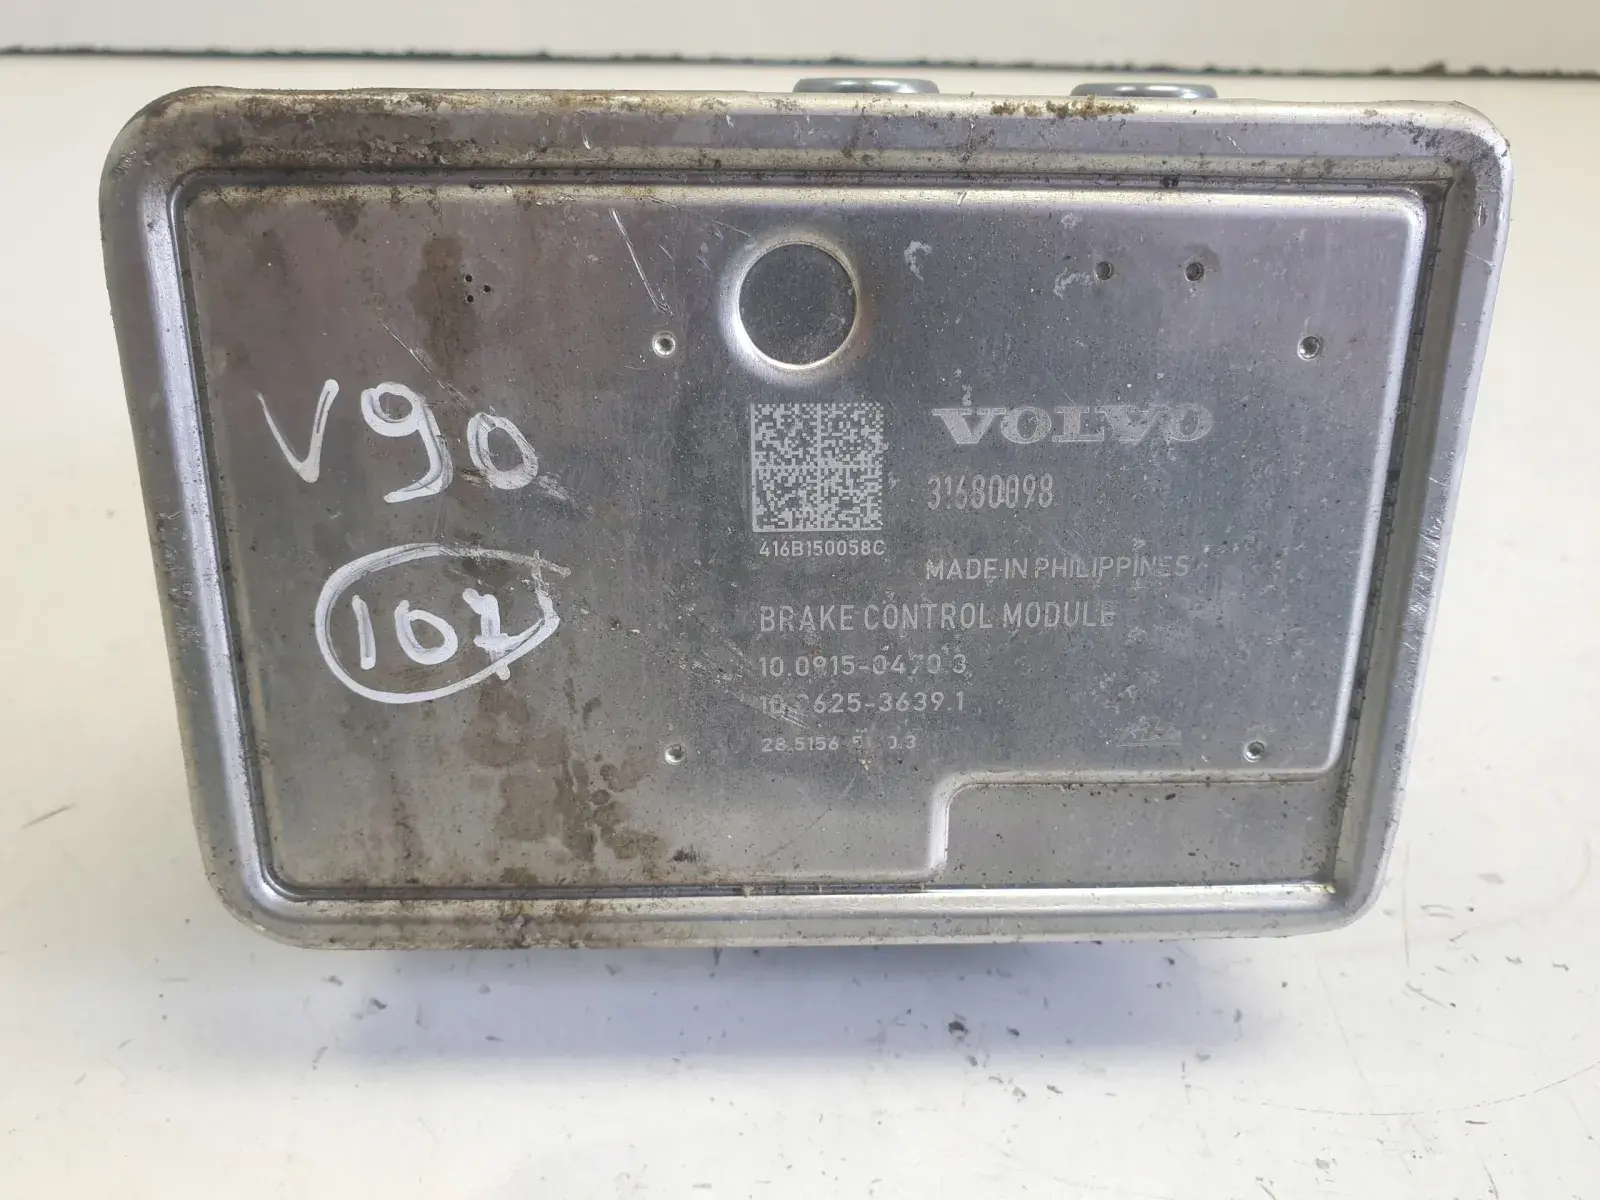 V90
107
VOLVO
31680098
416B150058C
MADE IN PHILIPPINES
BRAKE CONTROL MODULE
10.0915-0470.3